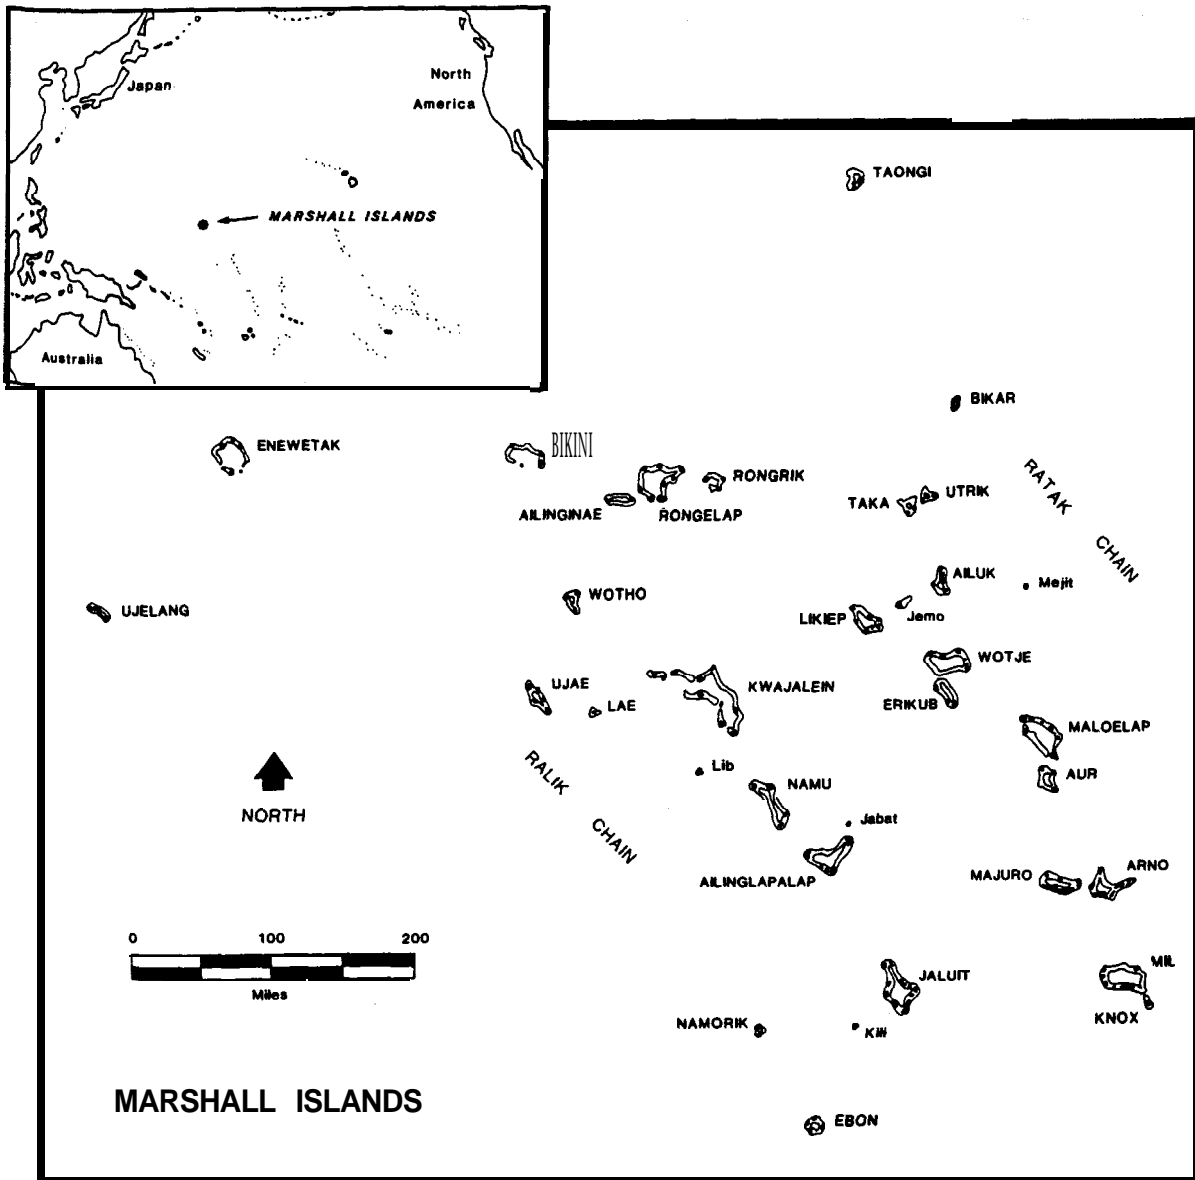 Japan
North
America
MARSHALL ISLANDS
Australia
TAONGI
BIKAR
ENEWETAK
BIKINI
RONGRIK
AILINGINAE
RONGELAP
TAKA
UTRIK
RATAK
CHAIN
UJELANG
WOTHO
AILUK
Mejit
LIKIEP
Jemo
WOTJE
UJAE
LAE
KWAJALEIN
ERIKUB
MALOELAP
AUR
RALIK
CHAIN
Lib
NAMU
Jabat
NORTH
AILINGLAPALAP
MAJURO
ARNO
0 100 200
Miles
JALUIT
MIL
KNOX
NAMORIK
Kili
EBON
MARSHALL ISLANDS